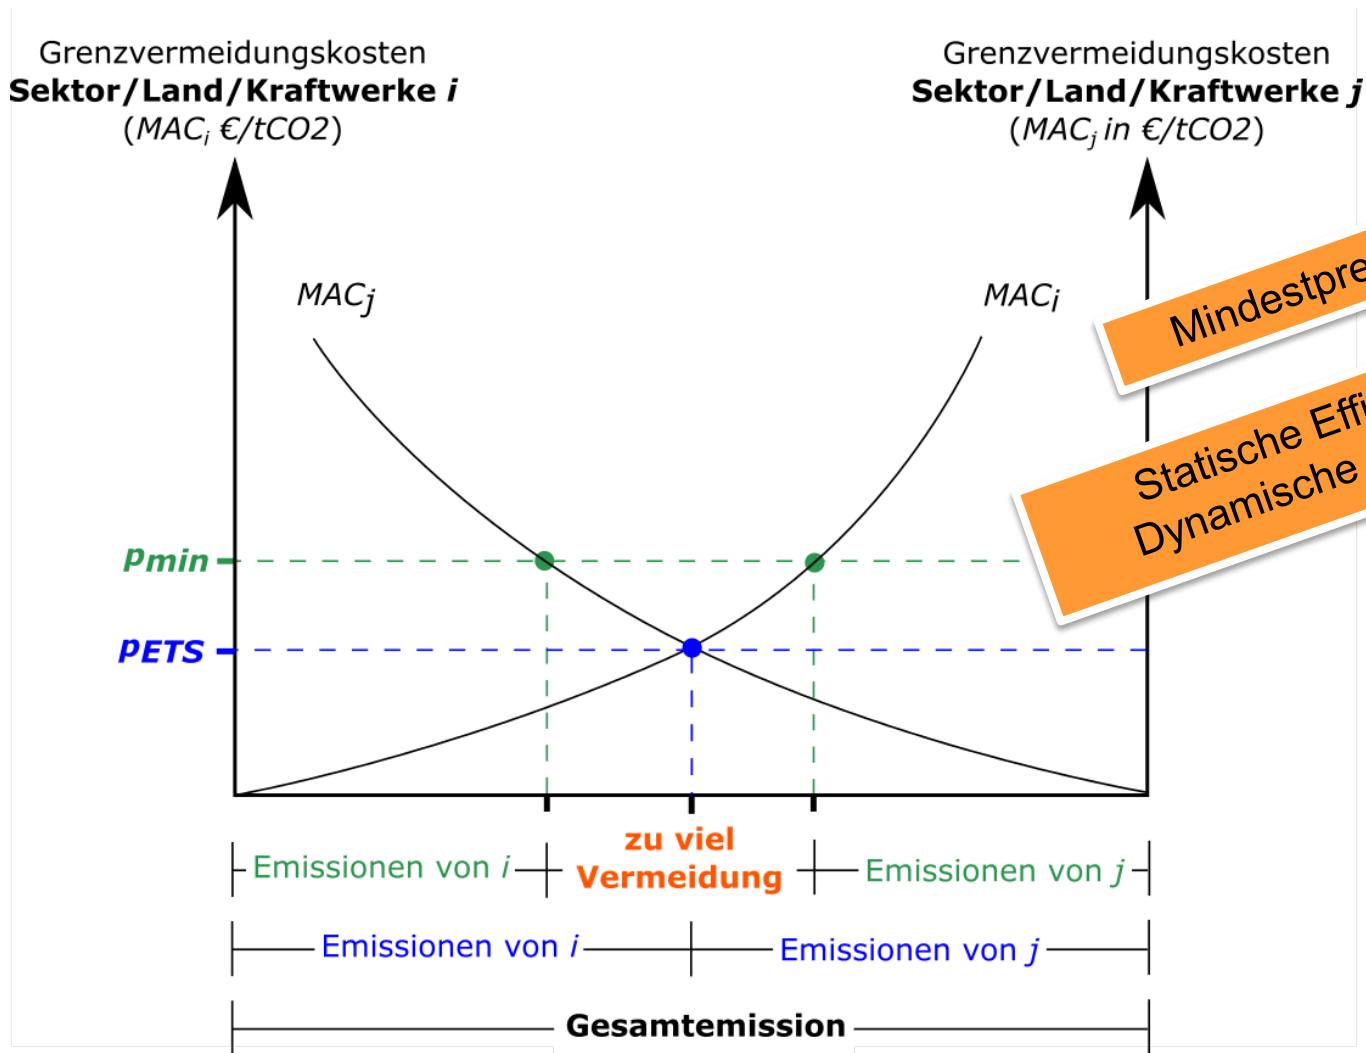 Grenzvermeidungskosten
Sektor/Land/Kraftwerke i
(MACi €/tCO2)
Grenzvermeidungskosten
Sektor/Land/Kraftwerke j
(MACj in €/tCO2)
MACj
MACi
Mindestpre
Statische Effi
Dynamische
pmin
pETS
zu viel
Vermeidung
Emissionen von i
Emissionen von j
Emissionen von i
Emissionen von j
Gesamtemission